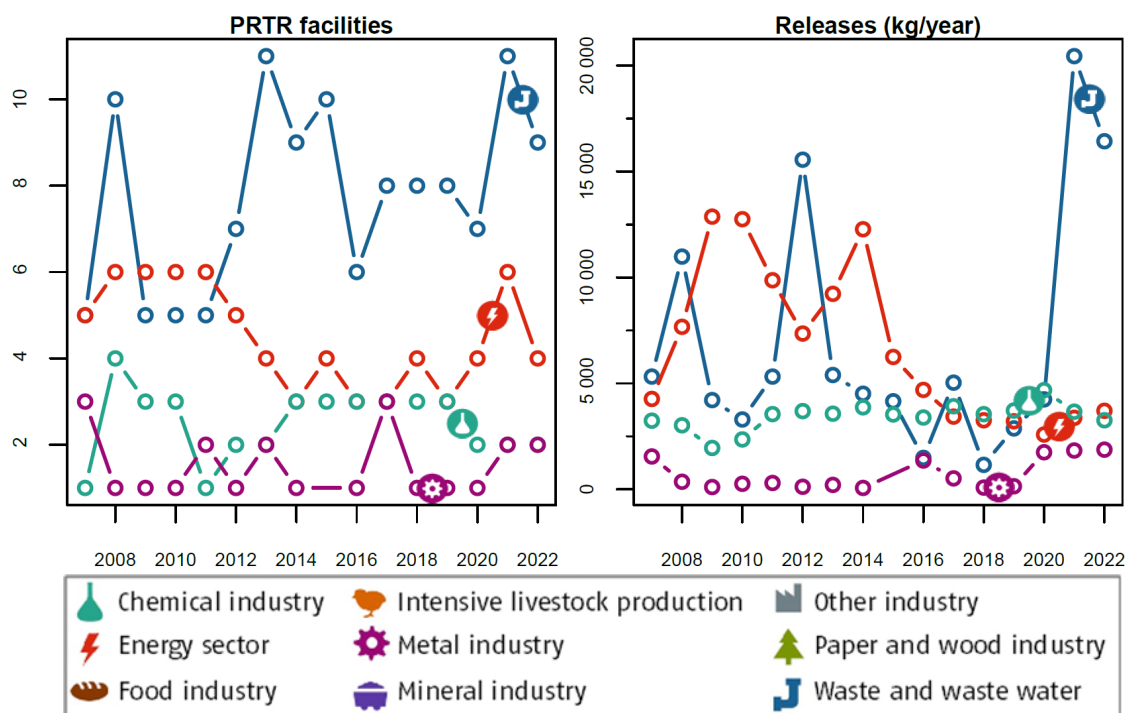 PRTR facilities
Releases (kg/year)
10
8
6
4
2
20 000
15 000
10 000
5 000
0
2008 2010 2012 2014 2016 2018 2020 2022
2008 2010 2012 2014 2016 2018 2020 2022
Chemical industry Intensive livestock production Other industry
Energy sector Metal industry Paper and wood industry
Food industry Mineral industry Waste and waste water